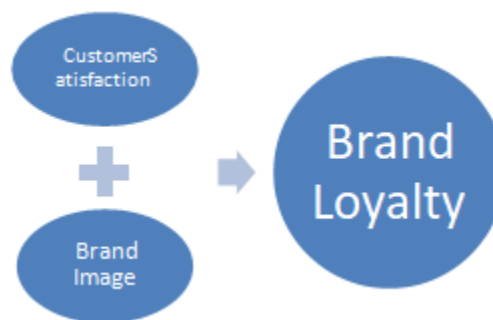 CustomerS
atisfaction
Brand
Image
Brand
Loyalty